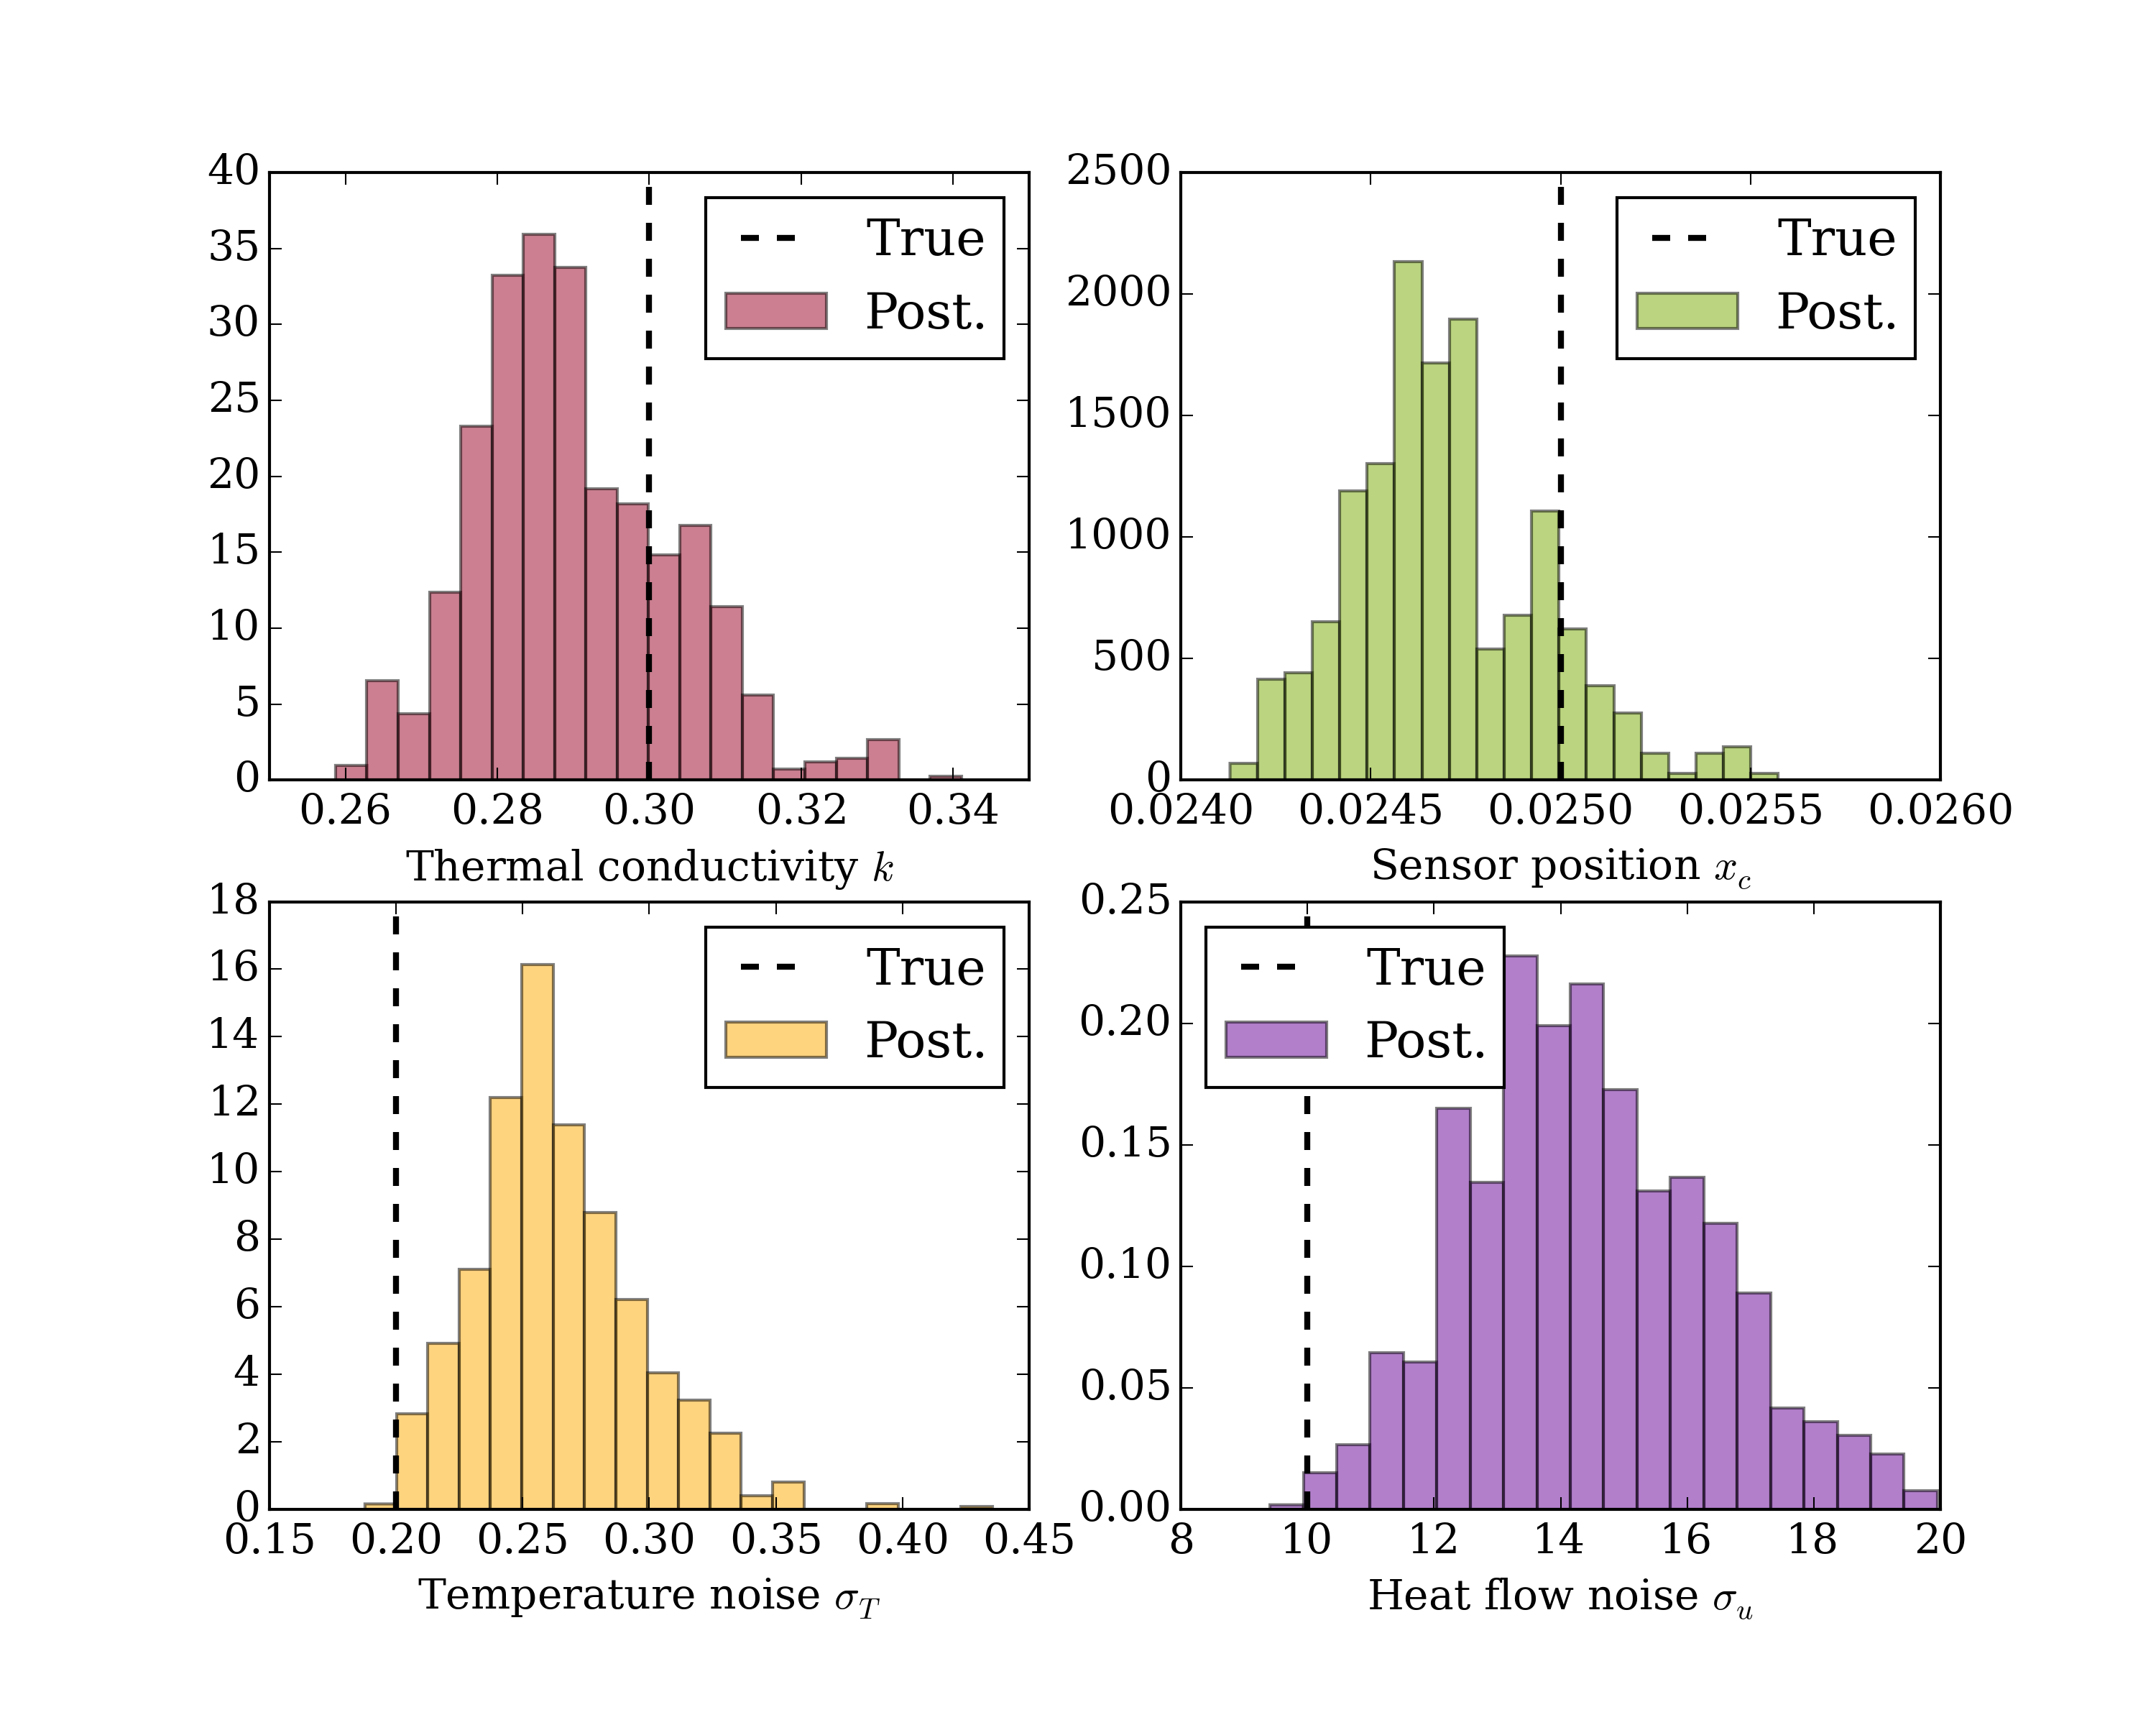 40
35
30
25
20
15
10
5
0
True
Post.
0.26 0.28 0.30 0.32 0.34
Thermal conductivity k
2500
2000
1500
1000
500
0
True
Post.
0.0240 0.0245 0.0250 0.0255 0.0260
Sensor position x_c
18
16
14
12
10
8
6
4
2
0
True
Post.
0.15 0.20 0.25 0.30 0.35 0.40 0.45
Temperature noise σ_T
0.25
0.20
0.15
0.10
0.05
0.00
True
Post.
8 10 12 14 16 18 20
Heat flow noise σ_u